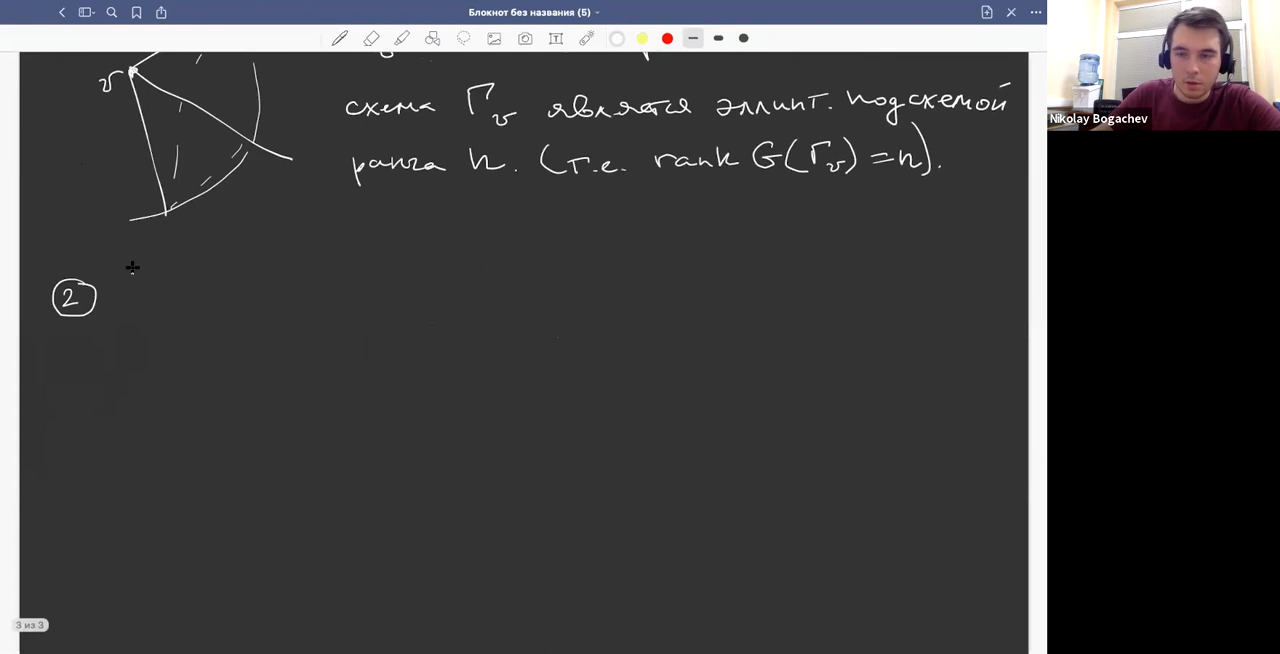 Блокнот без названия (5)
Nikolay Bogachev
v
схема Γv является эллипт. подсхемой
ранга n. (т.е. rank G(Γv) = n).
2
3 из 3